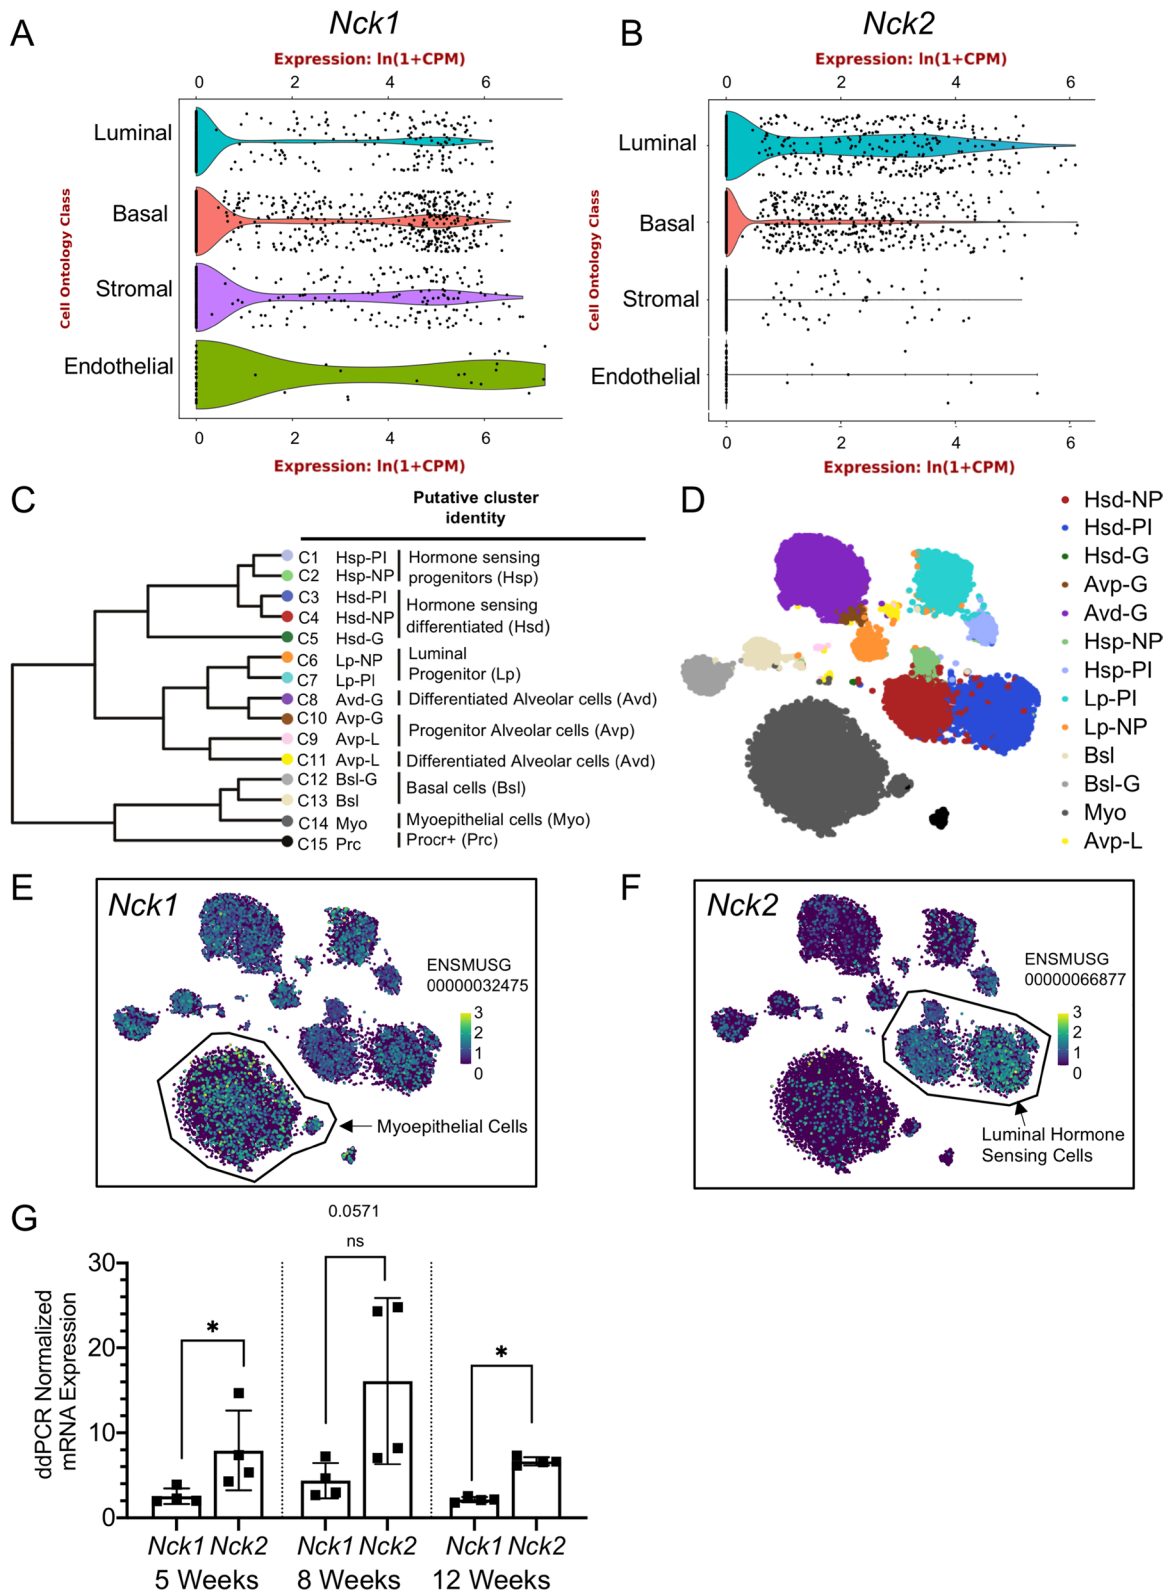 A
Nck1
Expression: ln(1+CPM)
0 2 4 6
Cell Ontology Class
Luminal
Basal
Stromal
Endothelial
0 2 4 6
Expression: ln(1+CPM)
B
Nck2
Expression: ln(1+CPM)
0 2 4 6
Cell Ontology Class
Luminal
Basal
Stromal
Endothelial
0 2 4 6
Expression: ln(1+CPM)
C
Putative cluster
identity
C1 Hsp-PI
C2 Hsp-NP
Hormone sensing
progenitors (Hsp)
C3 Hsd-PI
C4 Hsd-NP
C5 Hsd-G
Hormone sensing
differentiated (Hsd)
C6 Lp-NP
C7 Lp-PI
Luminal
Progenitor (Lp)
C8 Avd-G
Differentiated Alveolar cells (Avd)
C10 Avp-G
C9 Avp-L
Progenitor Alveolar cells (Avp)
C11 Avp-L
Differentiated Alveolar cells (Avd)
C12 Bsl-G
C13 Bsl
Basal cells (Bsl)
C14 Myo
Myoepithelial cells (Myo)
C15 Prc
Procr+ (Prc)
D
Hsd-NP
Hsd-PI
Hsd-G
Avp-G
Avd-G
Hsp-NP
Hsp-PI
Lp-PI
Lp-NP
Bsl
Bsl-G
Myo
Avp-L
E
Nck1
ENSMUSG
00000032475
3
2
1
0
Myoepithelial Cells
F
Nck2
ENSMUSG
00000066877
3
2
1
0
Luminal Hormone
Sensing Cells
G
ddPCR Normalized
mRNA Expression
30
20
10
0
*
0.0571
ns
*
Nck1 Nck2 Nck1 Nck2 Nck1 Nck2
5 Weeks 8 Weeks 12 Weeks